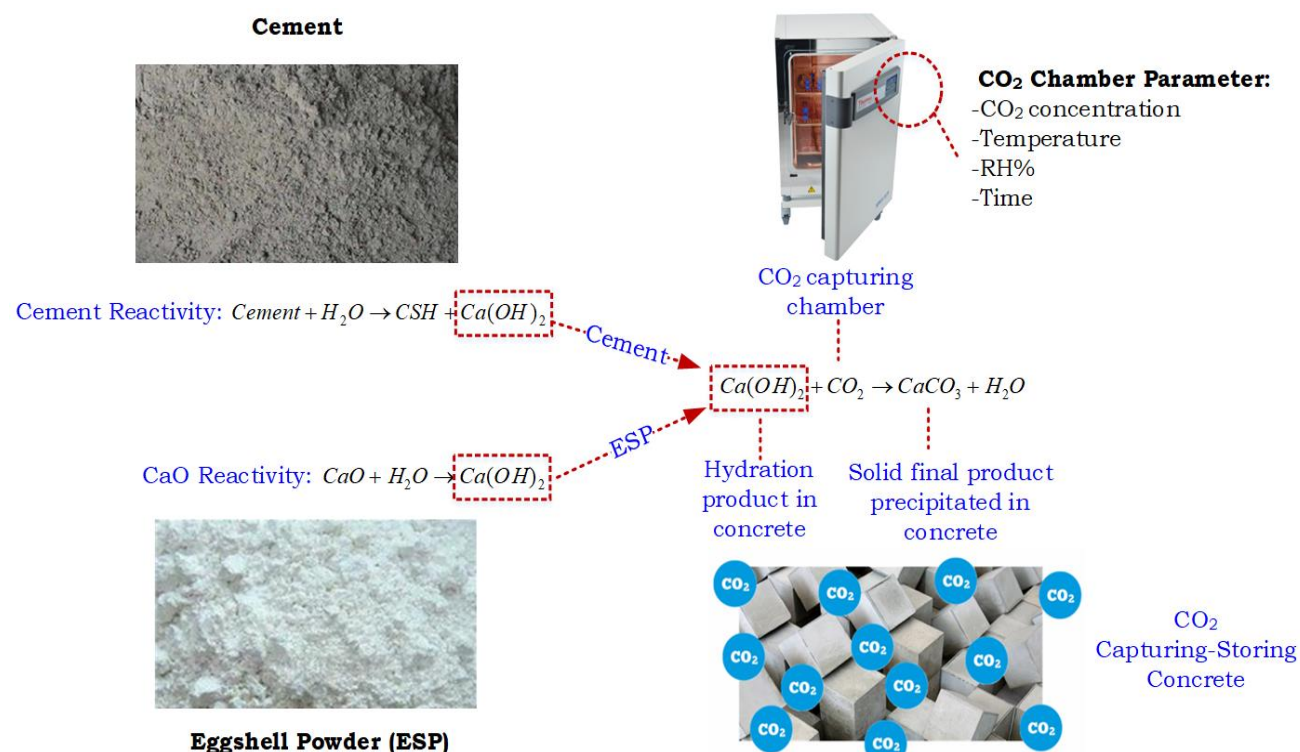 Cement
CO₂ Chamber Parameter:
-CO₂ concentration
-Temperature
-RH%
-Time
CO₂ capturing
chamber
Cement Reactivity: Cement + H₂O → CSH + Ca(OH)₂
Cement
Ca(OH)₂ + CO₂ → CaCO₃ + H₂O
ESP
CaO Reactivity: CaO + H₂O → Ca(OH)₂
Hydration
product in
concrete
Solid final product
precipitated in
concrete
CO₂
CO₂
CO₂
CO₂
CO₂
CO₂
CO₂
CO₂
CO₂
CO₂
CO₂
CO₂
CO₂
CO₂
Capturing-Storing
Concrete
Eggshell Powder (ESP)